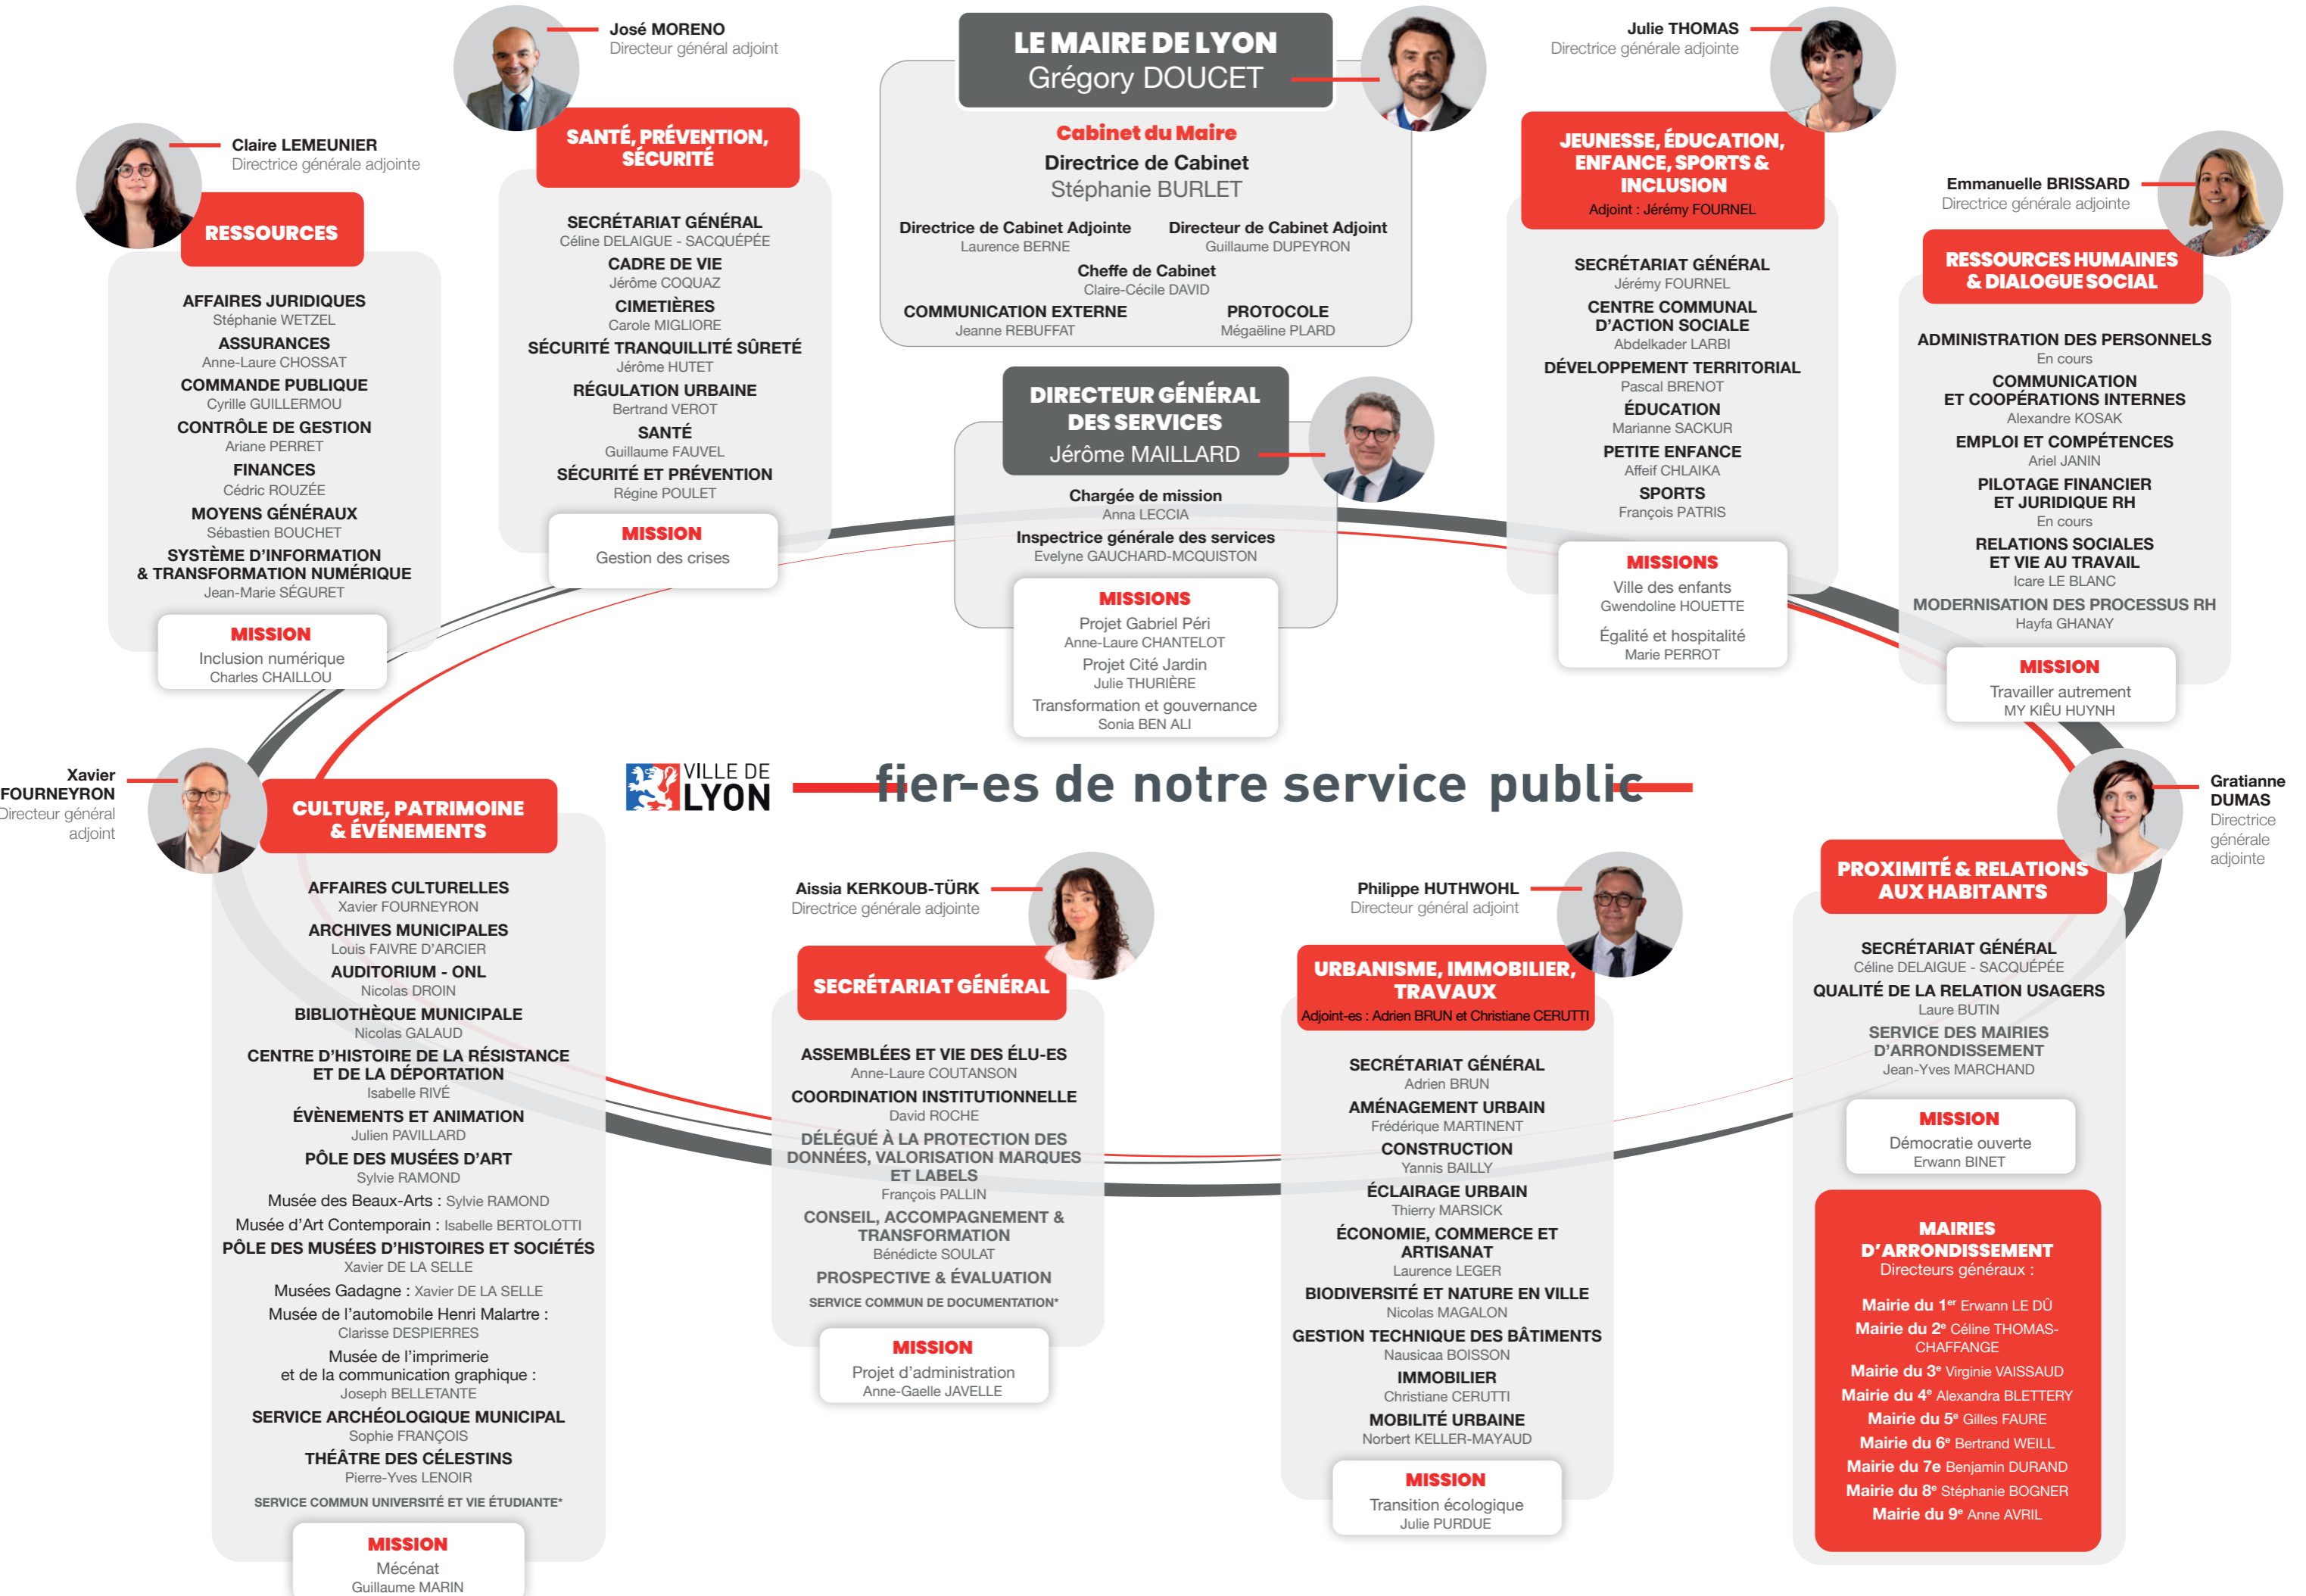 José MORENO
Directeur général adjoint
SANTÉ, PRÉVENTION,
SÉCURITÉ
SECRÉTARIAT GÉNÉRAL
Céline DELAIGUE - SACQUÉPÉE
CADRE DE VIE
Jérôme COQUAZ
CIMETIÈRES
Carole MIGLIORE
SÉCURITÉ TRANQUILLITÉ SÛRETÉ
Jérôme HUTET
RÉGULATION URBAINE
Bertrand VEROT
SANTÉ
Guillaume FAUVEL
SÉCURITÉ ET PRÉVENTION
Régine POULET
MISSION
Gestion des crises
LE MAIRE DE LYON
Grégory DOUCET
Cabinet du Maire
Directrice de Cabinet
Stéphanie BURLET
Directrice de Cabinet Adjointe
Laurence BERNE
Directeur de Cabinet Adjoint
Guillaume DUPEYRON
Cheffe de Cabinet
Claire-Cécile DAVID
COMMUNICATION EXTERNE
Jeanne REBUFFAT
PROTOCOLE
Mégaëline PLARD
DIRECTEUR GÉNÉRAL
DES SERVICES
Jérôme MAILLARD
Chargée de mission
Anna LECCIA
Inspectrice générale des services
Evelyne GAUCHARD-MCQUISTON
MISSIONS
Projet Gabriel Péri
Anne-Laure CHANTELOT
Projet Cité Jardin
Julie THURIÈRE
Transformation et gouvernance
Sonia BEN ALI
Julie THOMAS
Directrice générale adjointe
JEUNESSE, ÉDUCATION,
ENFANCE, SPORTS &
INCLUSION
Adjoint : Jérémy FOURNEL
SECRÉTARIAT GÉNÉRAL
Jérémy FOURNEL
CENTRE COMMUNAL
D'ACTION SOCIALE
Abdelkader LARBI
DÉVELOPPEMENT TERRITORIAL
Pascal BRENOT
ÉDUCATION
Marianne SACKUR
PETITE ENFANCE
Affeif CHLAIKA
SPORTS
François PATRIS
MISSIONS
Ville des enfants
Gwendoline HOUETTE
Égalité et hospitalité
Marie PERROT
Claire LEMEUNIER
Directrice générale adjointe
RESSOURCES
AFFAIRES JURIDIQUES
Stéphanie WETZEL
ASSURANCES
Anne-Laure CHOSSAT
COMMANDE PUBLIQUE
Cyrille GUILLERMOU
CONTRÔLE DE GESTION
Ariane PERRET
FINANCES
Cédric ROUZÉE
MOYENS GÉNÉRAUX
Sébastien BOUCHET
SYSTÈME D'INFORMATION
& TRANSFORMATION NUMÉRIQUE
Jean-Marie SÉGURET
MISSION
Inclusion numérique
Charles CHAILLOU
Emmanuelle BRISSARD
Directrice générale adjointe
RESSOURCES HUMAINES
& DIALOGUE SOCIAL
ADMINISTRATION DES PERSONNELS
En cours
COMMUNICATION
ET COOPÉRATIONS INTERNES
Alexandre KOSAK
EMPLOI ET COMPÉTENCES
Ariel JANIN
PILOTAGE FINANCIER
ET JURIDIQUE RH
En cours
RELATIONS SOCIALES
ET VIE AU TRAVAIL
Icare LE BLANC
MODERNISATION DES PROCESSUS RH
Hayfa GHANAY
MISSION
Travailler autrement
MY KIÊU HUYNH
VILLE DE
LYON
fier-es de notre service public
Xavier
FOURNEYRON
Directeur général
adjoint
CULTURE, PATRIMOINE
& ÉVÉNEMENTS
AFFAIRES CULTURELLES
Xavier FOURNEYRON
ARCHIVES MUNICIPALES
Louis FAIVRE D'ARCIER
AUDITORIUM - ONL
Nicolas DROIN
BIBLIOTHÈQUE MUNICIPALE
Nicolas GALAUD
CENTRE D'HISTOIRE DE LA RÉSISTANCE
ET DE LA DÉPORTATION
Isabelle RIVÉ
ÉVÈNEMENTS ET ANIMATION
Julien PAVILLARD
PÔLE DES MUSÉES D'ART
Sylvie RAMOND
Musée des Beaux-Arts : Sylvie RAMOND
Musée d'Art Contemporain : Isabelle BERTOLOTTI
PÔLE DES MUSÉES D'HISTOIRES ET SOCIÉTÉS
Xavier DE LA SELLE
Musées Gadagne : Xavier DE LA SELLE
Musée de l'automobile Henri Malartre :
Clarisse DESPIERRES
Musée de l'imprimerie
et de la communication graphique :
Joseph BELLETANTE
SERVICE ARCHÉOLOGIQUE MUNICIPAL
Sophie FRANÇOIS
THÉÂTRE DES CÉLESTINS
Pierre-Yves LENOIR
SERVICE COMMUN UNIVERSITÉ ET VIE ÉTUDIANTE*
MISSION
Mécénat
Guillaume MARIN
Aissia KERKOUB-TÜRK
Directrice générale adjointe
SECRÉTARIAT GÉNÉRAL
ASSEMBLÉES ET VIE DES ÉLU-ES
Anne-Laure COUTANSON
COORDINATION INSTITUTIONNELLE
David ROCHE
DÉLÉGUÉ À LA PROTECTION DES
DONNÉES, VALORISATION MARQUES
ET LABELS
François PALLIN
CONSEIL, ACCOMPAGNEMENT &
TRANSFORMATION
Bénédicte SOULAT
PROSPECTIVE & ÉVALUATION
SERVICE COMMUN DE DOCUMENTATION*
MISSION
Projet d'administration
Anne-Gaelle JAVELLE
Philippe HUTHWOHL
Directeur général adjoint
URBANISME, IMMOBILIER,
TRAVAUX
Adjoint-es : Adrien BRUN et Christiane CERUTTI
SECRÉTARIAT GÉNÉRAL
Adrien BRUN
AMÉNAGEMENT URBAIN
Frédérique MARTINENT
CONSTRUCTION
Yannis BAILLY
ÉCLAIRAGE URBAIN
Thierry MARSICK
ÉCONOMIE, COMMERCE ET
ARTISANAT
Laurence LEGER
BIODIVERSITÉ ET NATURE EN VILLE
Nicolas MAGALON
GESTION TECHNIQUE DES BÂTIMENTS
Nausicaa BOISSON
IMMOBILIER
Christiane CERUTTI
MOBILITÉ URBAINE
Norbert KELLER-MAYAUD
MISSION
Transition écologique
Julie PURDUE
Gratianne
DUMAS
Directrice
générale
adjointe
PROXIMITÉ & RELATIONS
AUX HABITANTS
SECRÉTARIAT GÉNÉRAL
Céline DELAIGUE - SACQUÉPÉE
QUALITÉ DE LA RELATION USAGERS
Laure BUTIN
SERVICE DES MAIRIES
D'ARRONDISSEMENT
Jean-Yves MARCHAND
MISSION
Démocratie ouverte
Erwann BINET
MAIRIES
D'ARRONDISSEMENT
Directeurs généraux :
Mairie du 1er Erwann LE DÛ
Mairie du 2e Céline THOMAS-
CHAFFANGE
Mairie du 3e Virginie VAISSAUD
Mairie du 4e Alexandra BLETTERY
Mairie du 5e Gilles FAURE
Mairie du 6e Bertrand WEILL
Mairie du 7e Benjamin DURAND
Mairie du 8e Stéphanie BOGNER
Mairie du 9e Anne AVRIL